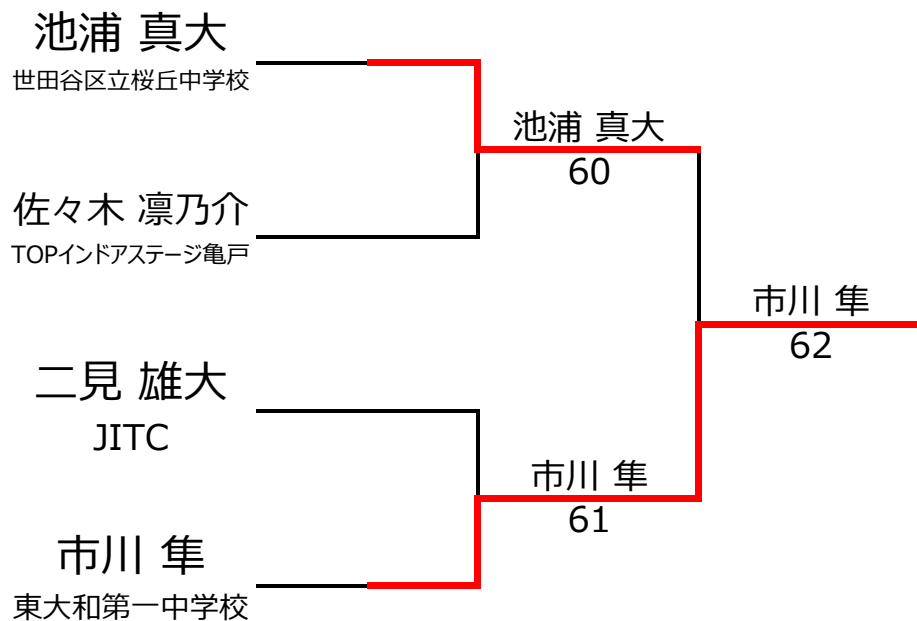 池浦 真大
世田谷区立桜丘中学校
池浦 真大
60
佐々木 凛乃介
TOPインドアステージ亀戸
市川 隼
62
二見 雄大
JITC
市川 隼
61
市川 隼
東大和第一中学校